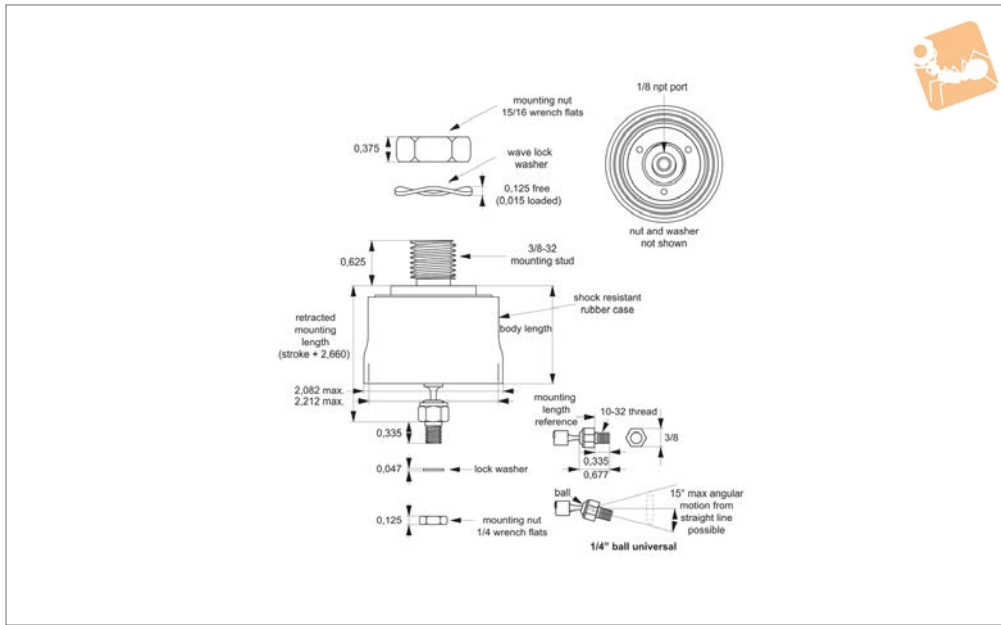 1/8 npt port
mounting nut
15/16 wrench flats
0,375
wave lock
washer
0,125 free
(0,015 loaded)
nut and washer
not shown
3/8-32
mounting stud
0,625
shock resistant
rubber case
retracted
mounting
length
(stroke + 2,660)
body length
2,082 max.
2,212 max.
mounting
length
reference
10-32 thread
0,335
3/8
0,335
0,677
0,047
lock washer
ball
15° max angular
motion from
straight line
possible
0,125
mounting nut
1/4 wrench flats
1/4" ball universal